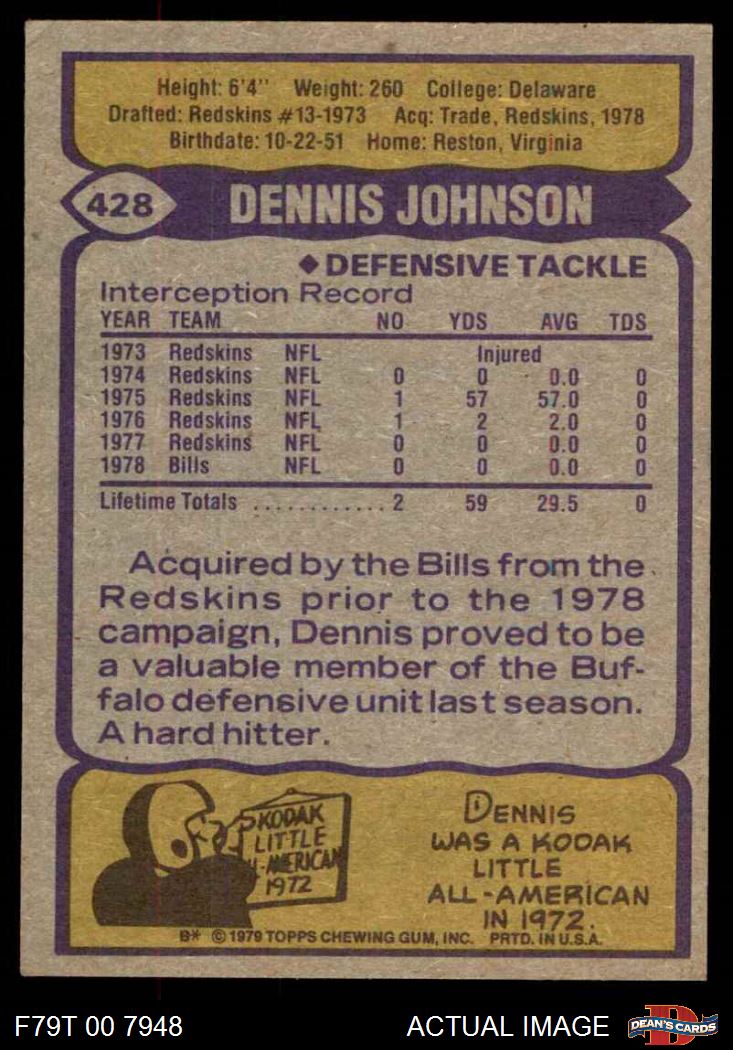 Height: 6'4" Weight: 260 College: Delaware
Drafted: Redskins #13-1973 Acq: Trade, Redskins, 1978
Birthdate: 10-22-51 Home: Reston, Virginia
428 DENNIS JOHNSON
◆ DEFENSIVE TACKLE
Interception Record
YEAR TEAM NO YDS AVG TDS
1973 Redskins NFL Injured
1974 Redskins NFL 0 0 0.0 0
1975 Redskins NFL 1 57 57.0 0
1976 Redskins NFL 1 2 2.0 0
1977 Redskins NFL 0 0 0.0 0
1978 Bills NFL 0 0 0.0 0
Lifetime Totals ............ 2 59 29.5 0
Acquired by the Bills from the
Redskins prior to the 1978
campaign, Dennis proved to be
a valuable member of the Buf-
falo defensive unit last season.
A hard hitter.
KODAK
LITTLE
LL-AMERICAN
1972
DENNIS
WAS A KODAK
LITTLE
ALL-AMERICAN
IN 1972.
B* © 1979 TOPPS CHEWING GUM, INC. PRTD. IN U.S.A.
F79T 00 7948 ACTUAL IMAGE DEAN'S CARDS